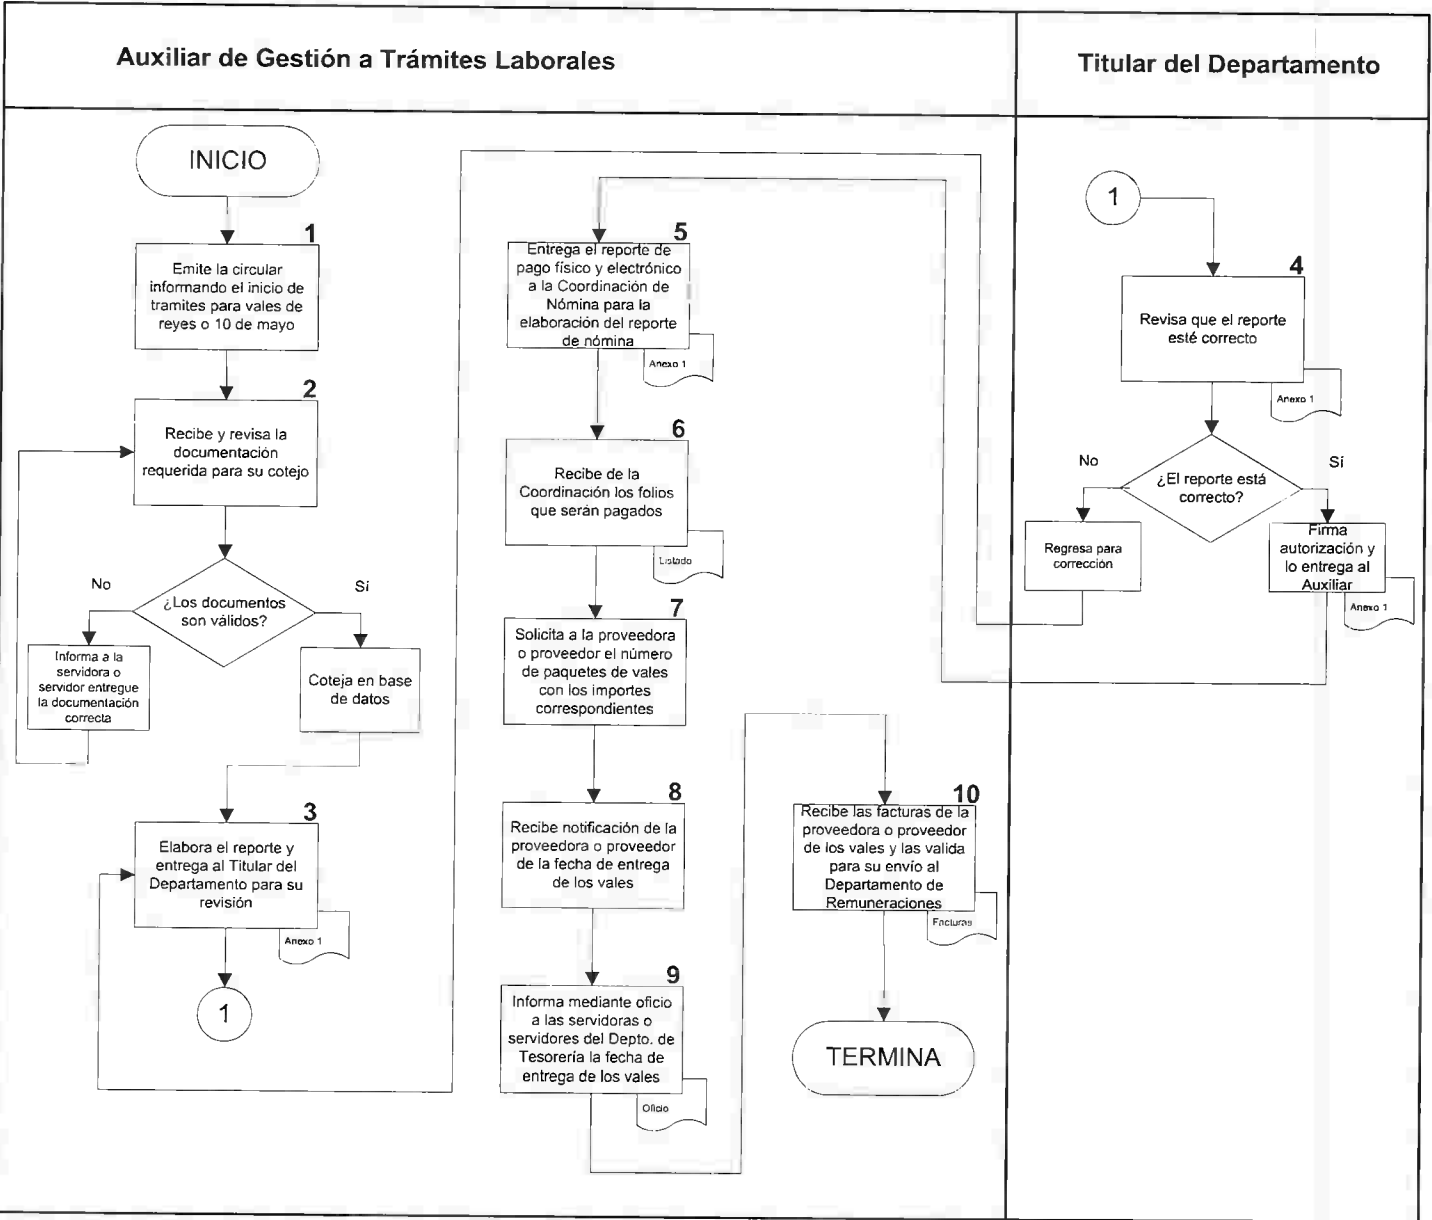 Auxiliar de Gestión a Trámites Laborales
Titular del Departamento
INICIO
1
Emite la circular
informando el inicio de
tramites para vales de
reyes o 10 de mayo
2
Recibe y revisa la
documentación
requerida para su cotejo
¿Los documentos
son válidos?
No
Sí
Informa a la
servidora o
servidor entregue
la documentación
correcta
Coteja en base
de datos
3
Elabora el reporte y
entrega al Titular del
Departamento para su
revisión
Anexo 1
1
5
Entrega el reporte de
pago físico y electrónico
a la Coordinación de
Nómina para la
elaboración del reporte
de nómina
Anexo 1
6
Recibe de la
Coordinación los folios
que serán pagados
Listado
7
Solicita a la proveedora
o proveedor el número
de paquetes de vales
con los importes
correspondientes
8
Recibe notificación de la
proveedora o proveedor
de la fecha de entrega
de los vales
9
Informa mediante oficio
a las servidoras o
servidores del Depto. de
Tesorería la fecha de
entrega de los vales
Oficio
10
Recibe las facturas de la
proveedora o proveedor
de los vales y las valida
para su envío al
Departamento de
Remuneraciones
Facturas
TERMINA
1
4
Revisa que el reporte
esté correcto
Anexo 1
¿El reporte está
correcto?
No
Sí
Regresa para
corrección
Firma
autorización y
lo entrega al
Auxiliar
Anexo 1